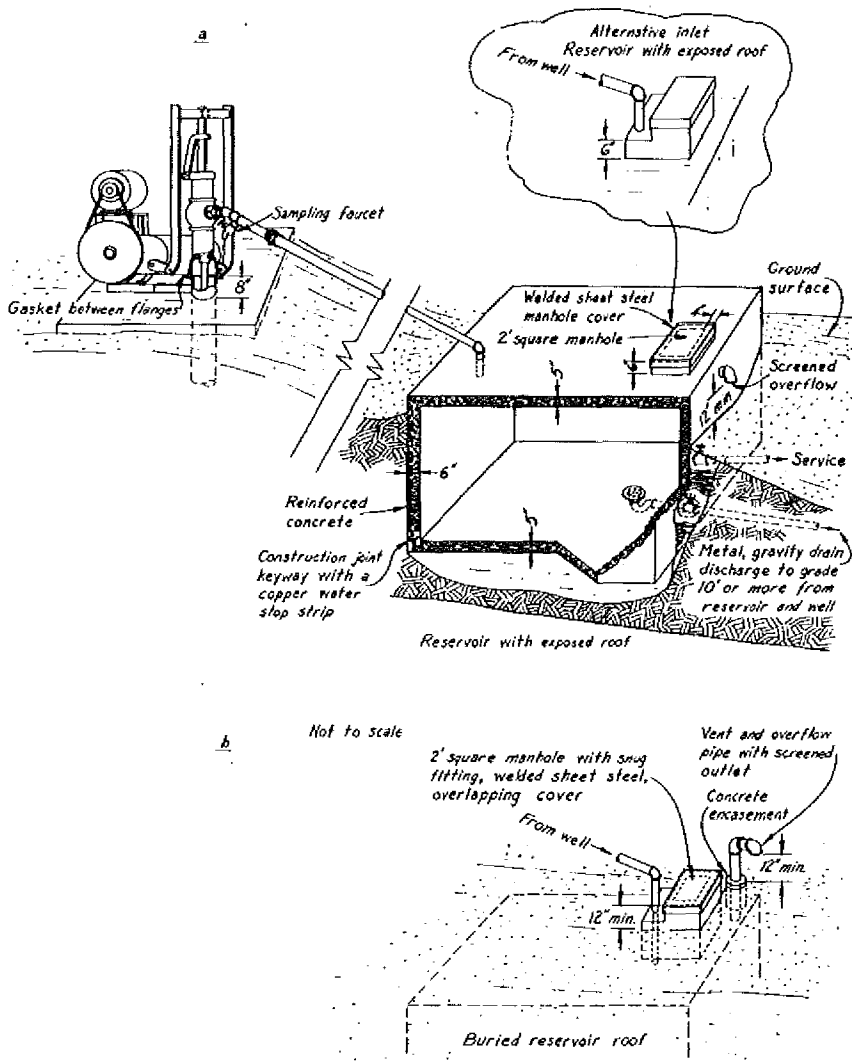 a
Alternative inlet
Reservoir with exposed roof
From well
6"
Sampling faucet
8"
Gasket between flanges
Ground
surface
Welded sheet steel
manhole cover
2' square manhole
6"
Screened
overflow
12" min
5"
6"
Service
Reinforced
concrete
5"
Construction joint
keyway with a
copper water
stop strip
Metal, gravity drain
discharge to grade
10' or more from
reservoir and well
Reservoir with exposed roof
b
Not to scale
2' square manhole with snug
fitting, welded sheet steel,
overlapping cover
Vent and overflow
pipe with screened
outlet
Concrete
encasement
From well
12" min.
12" min.
Buried reservoir roof